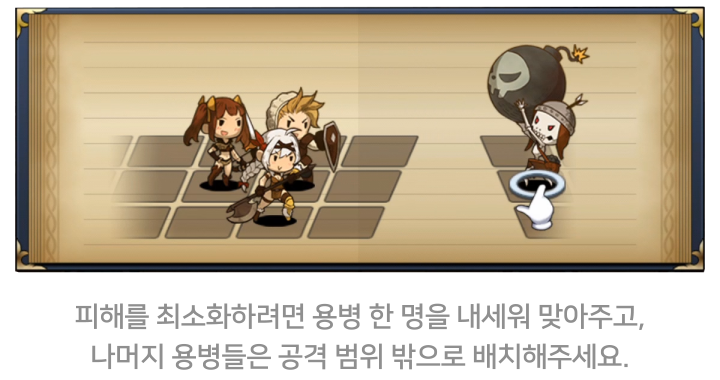 피해를 최소화하려면 용병 한 명을 내세워 맞아주고,
나머지 용병들은 공격 범위 밖으로 배치해주세요.